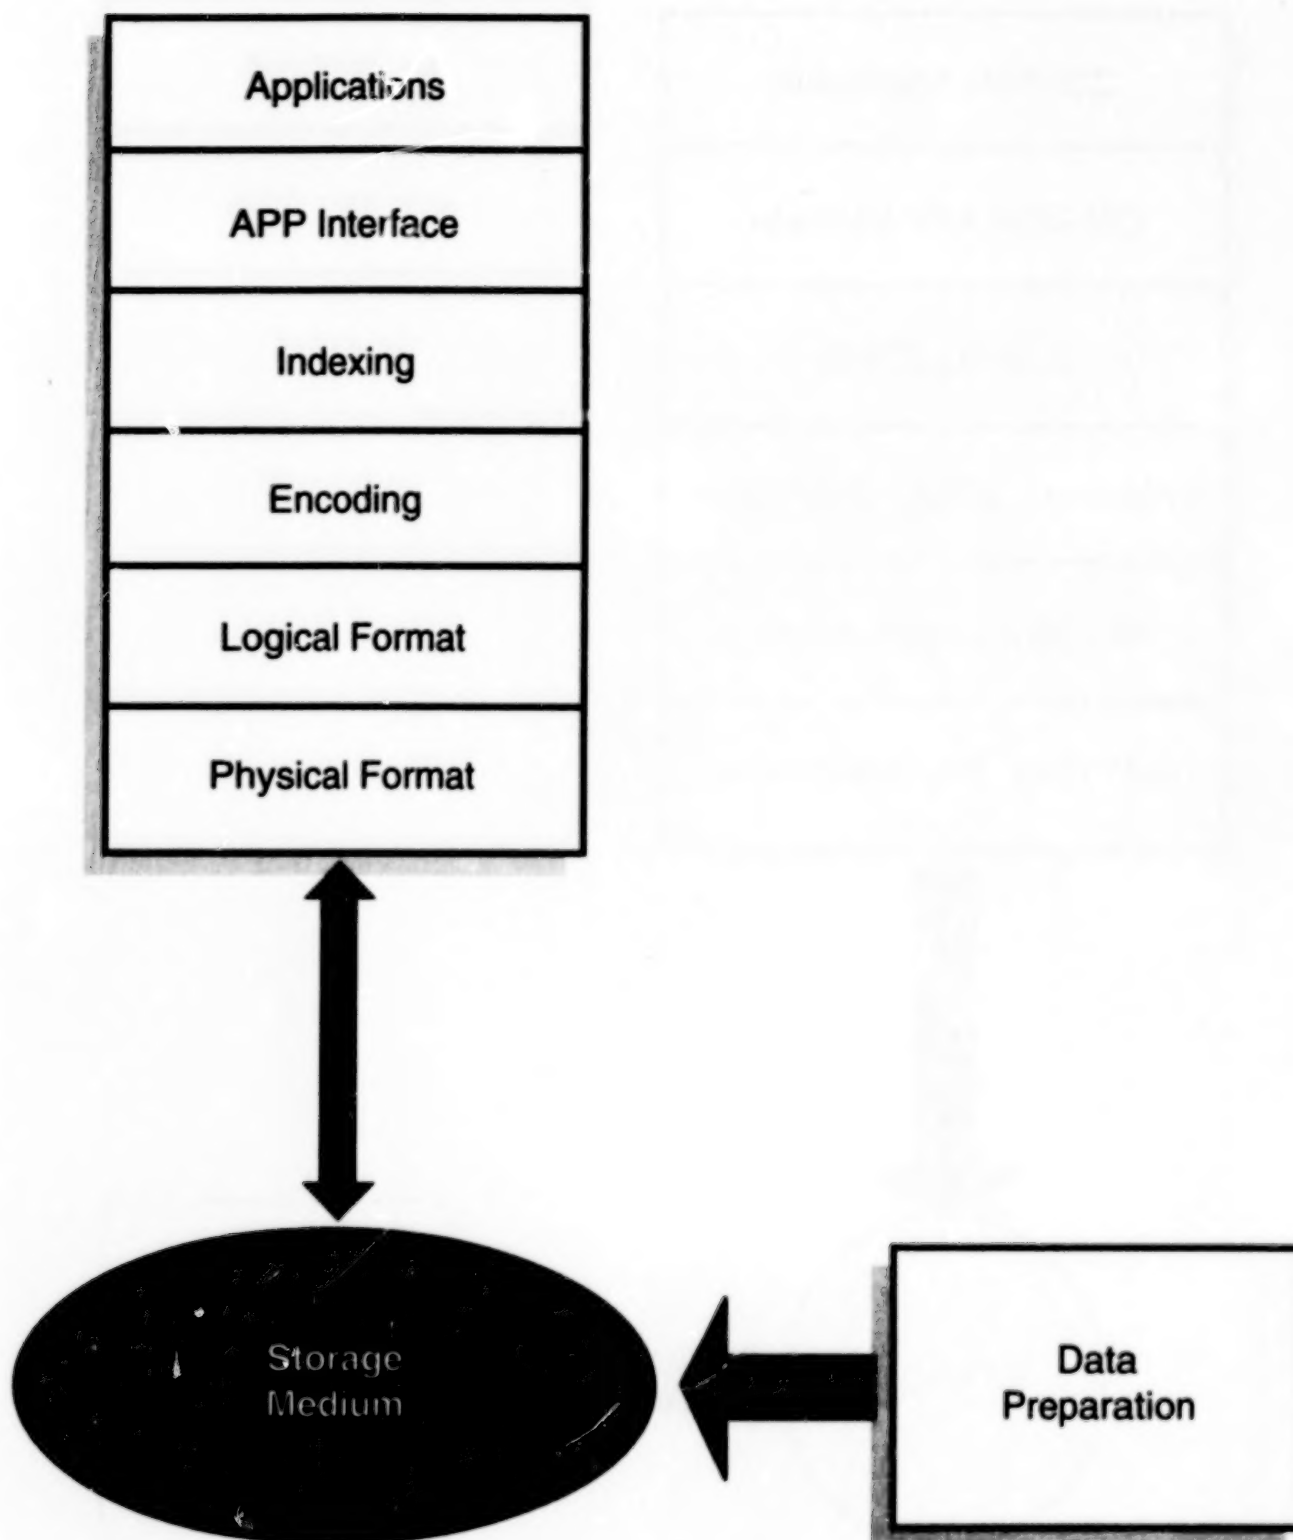 Applications
APP Interface
Indexing
Encoding
Logical Format
Physical Format
Storage
Medium
Data
Preparation